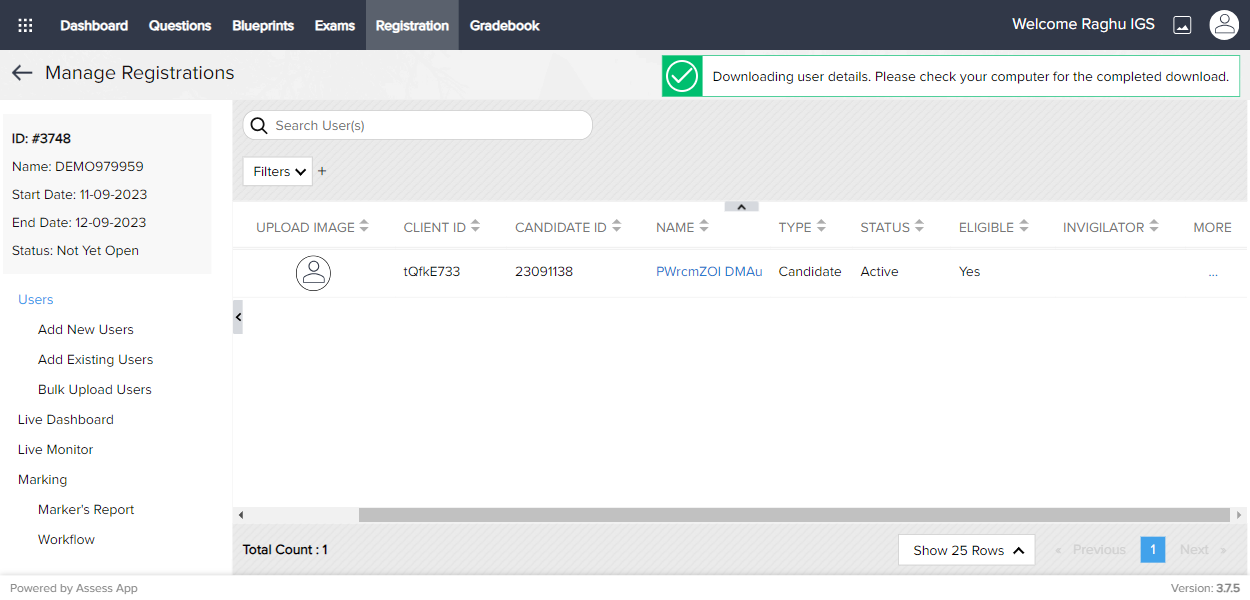 Dashboard Questions Blueprints Exams Registration Gradebook Welcome Raghu IGS
Manage Registrations
Downloading user details. Please check your computer for the completed download.
ID: #3748
Name: DEMO979959
Start Date: 11-09-2023
End Date: 12-09-2023
Status: Not Yet Open
Users
Add New Users
Add Existing Users
Bulk Upload Users
Live Dashboard
Live Monitor
Marking
Marker's Report
Workflow
Search User(s)
Filters +
UPLOAD IMAGE CLIENT ID CANDIDATE ID NAME TYPE STATUS ELIGIBLE INVIGILATOR MORE
tQfkE733 23091138 PWrcmZOI DMAu Candidate Active Yes ...
Total Count : 1
Show 25 Rows « Previous 1 Next »
Powered by Assess App
Version: 3.7.5